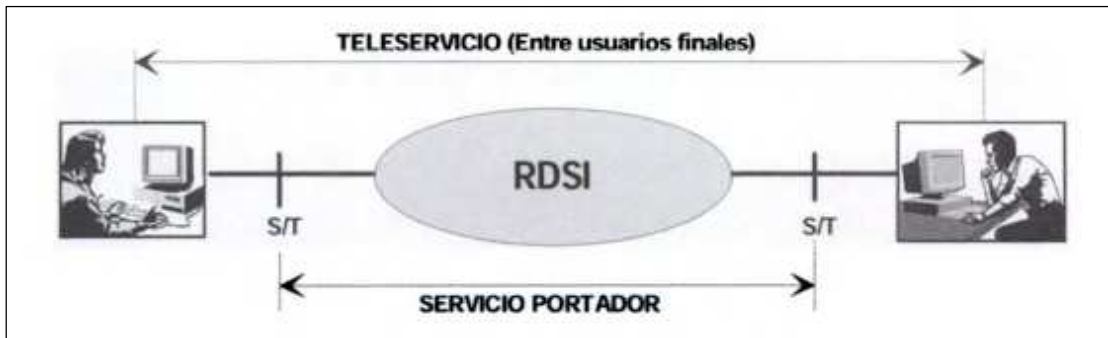 TELESERVICIO (Entre usuarios finales)
RDSI
S/T
S/T
SERVICIO PORTADOR